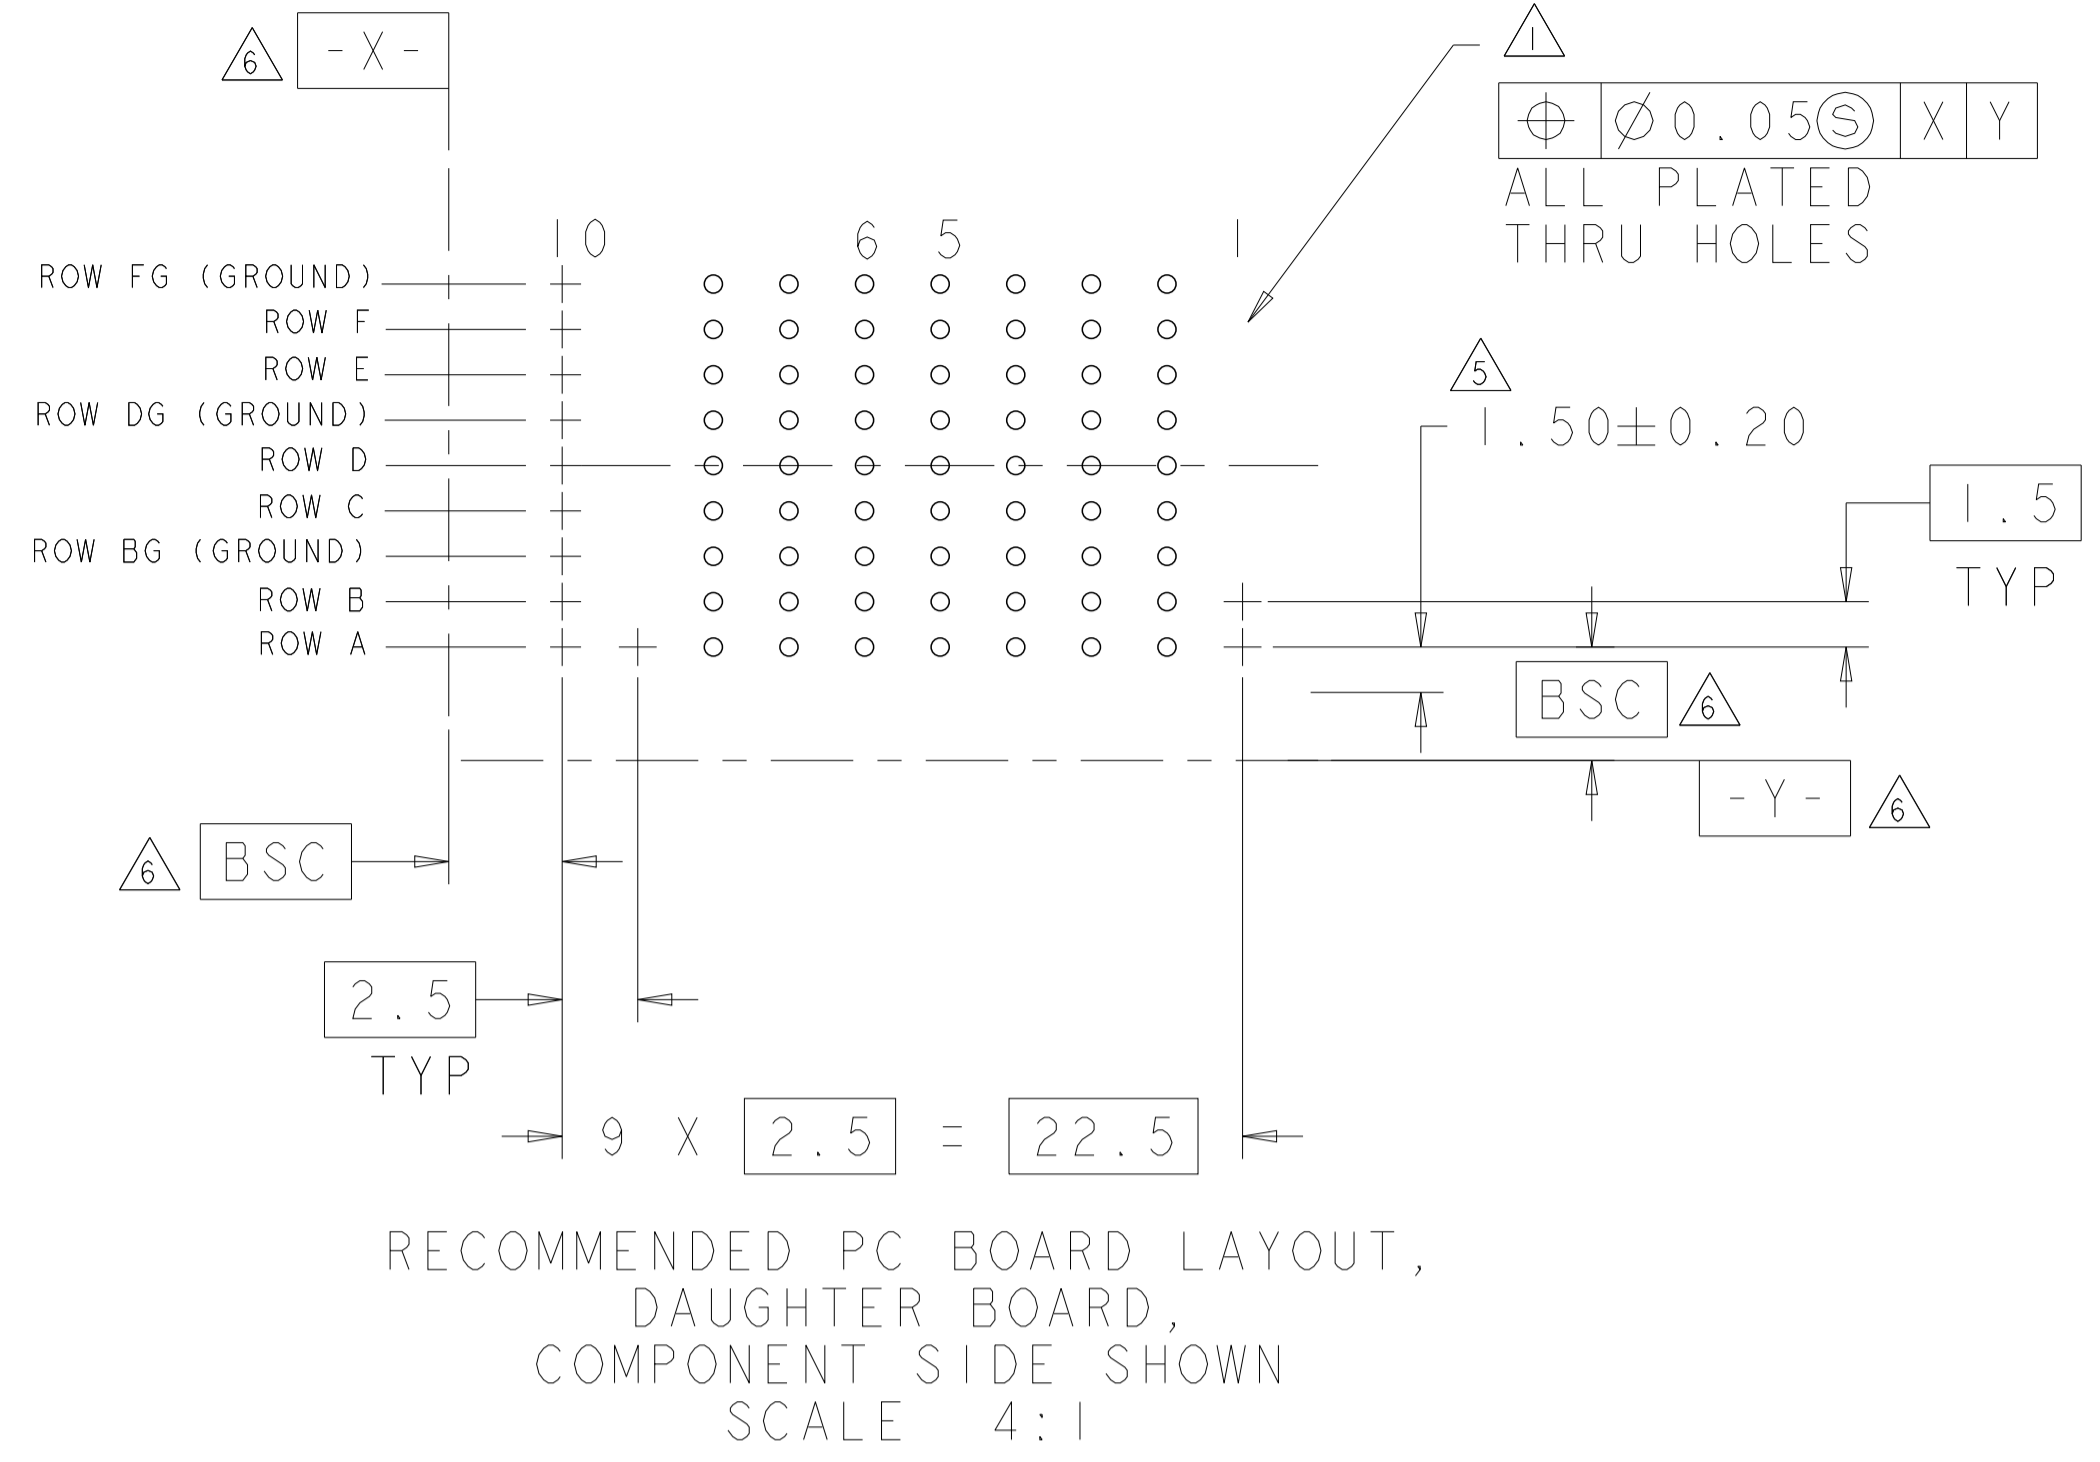 6 -X-
1
⌖ ⌀0.05Ⓢ X Y
ALL PLATED
THRU HOLES
10 6 5 1
ROW FG (GROUND)
ROW F
ROW E
ROW DG (GROUND)
ROW D
ROW C
ROW BG (GROUND)
ROW B
ROW A
5
1.50±0.20
1.5
TYP
BSC 6
-Y- 6
6 BSC
2.5
TYP
9 X 2.5 = 22.5
RECOMMENDED PC BOARD LAYOUT,
DAUGHTER BOARD,
COMPONENT SIDE SHOWN
SCALE 4:1